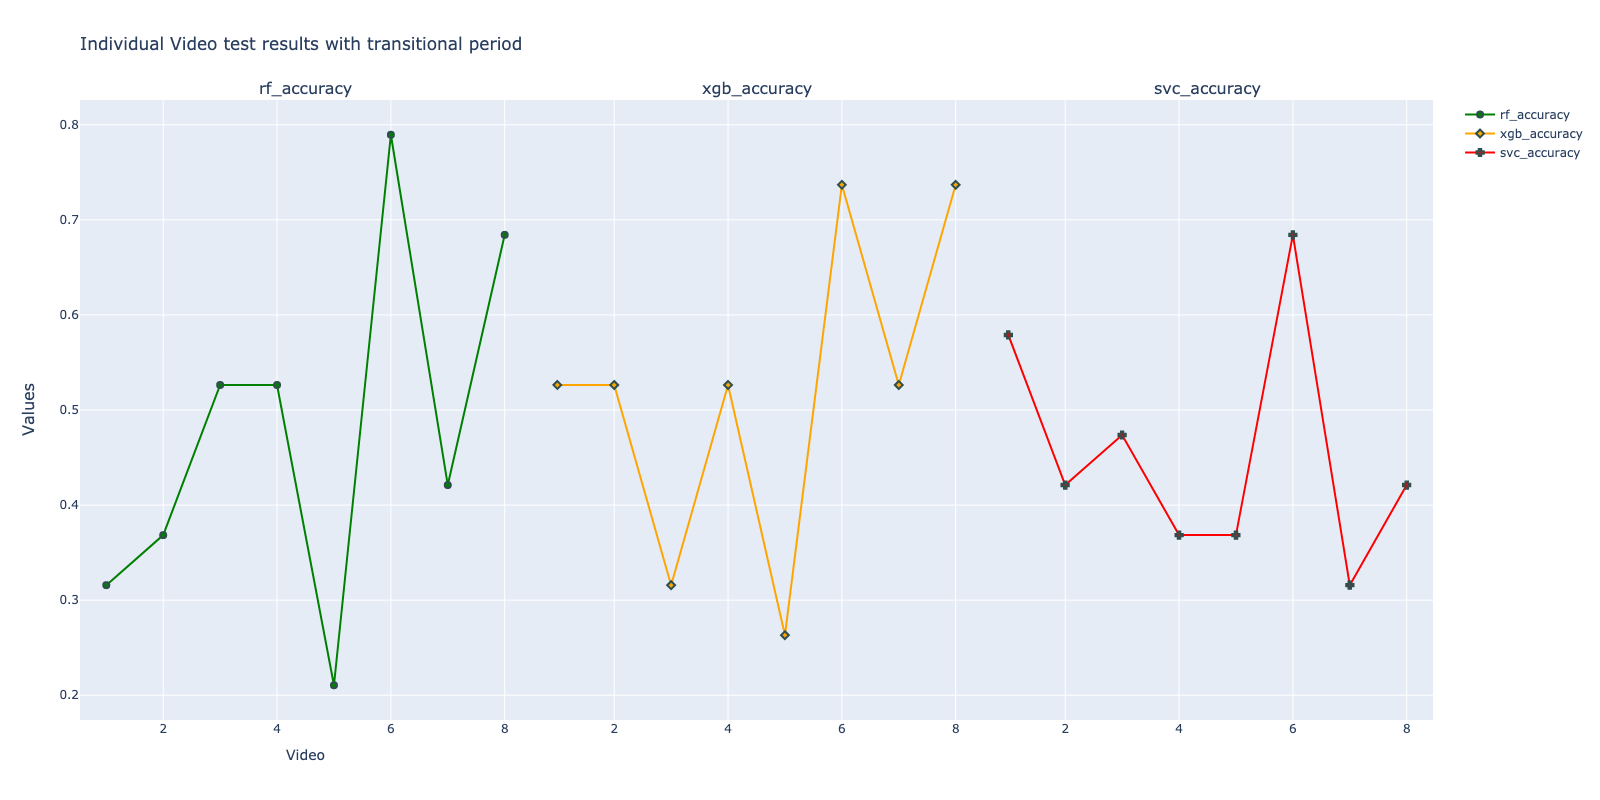 Individual Video test results with transitional period
rf_accuracy
xgb_accuracy
svc_accuracy
rf_accuracy
xgb_accuracy
svc_accuracy
0.8
0.7
0.6
0.5
0.4
0.3
0.2
Values
2 4 6 8 2 4 6 8 2 4 6 8
Video